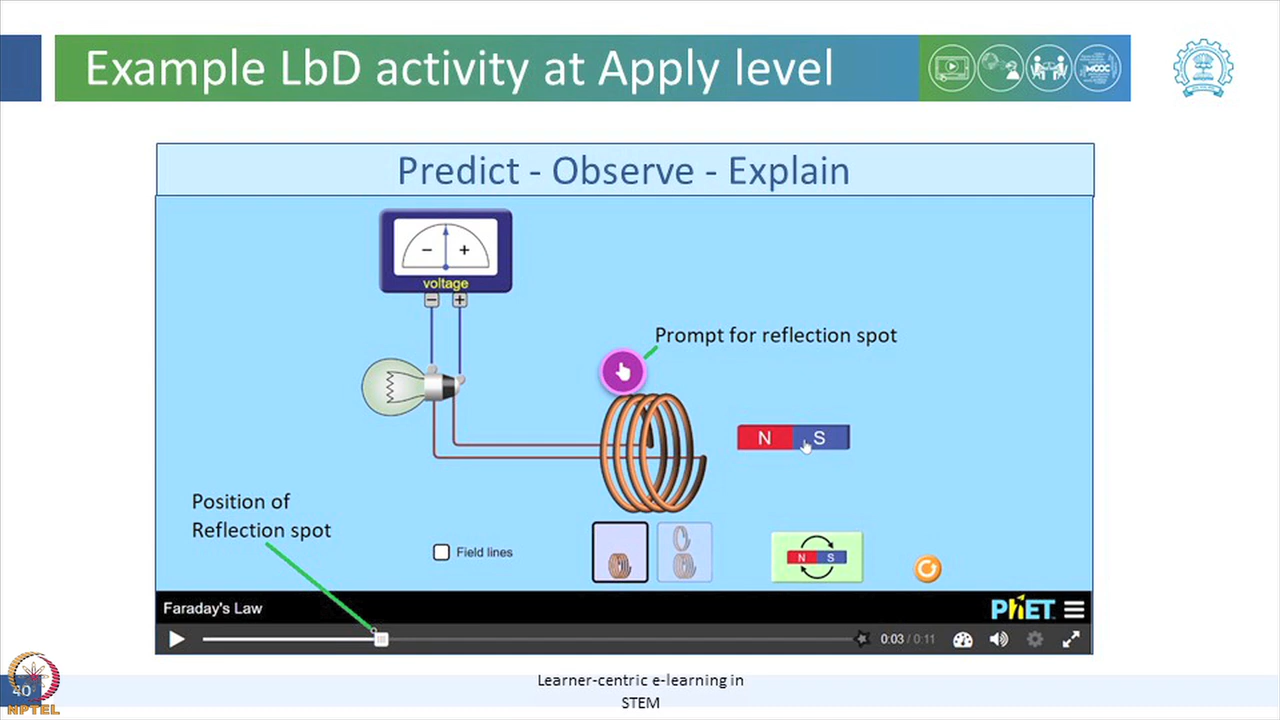 Example LbD activity at Apply level
MOOC
Predict - Observe - Explain
− +
voltage
− +
Prompt for reflection spot
N S
Position of
Reflection spot
Field lines
N S
Faraday's Law
PhET
0:03 / 0:11
40
NPTEL
Learner-centric e-learning in
STEM